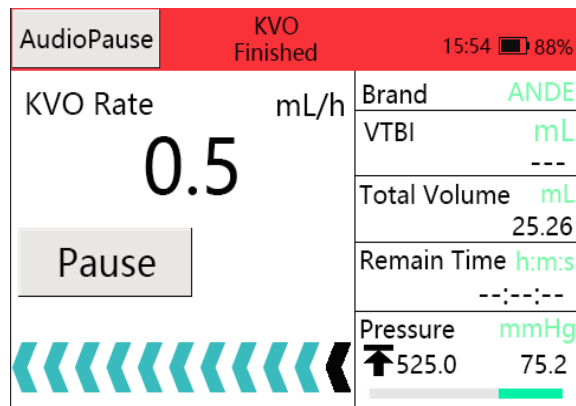 AudioPause
KVO
Finished
15:54
88%
KVO Rate
mL/h
0.5
Pause
Brand
ANDE
VTBI
mL
---
Total Volume
mL
25.26
Remain Time
h:m:s
--:--:--
Pressure
mmHg
525.0
75.2